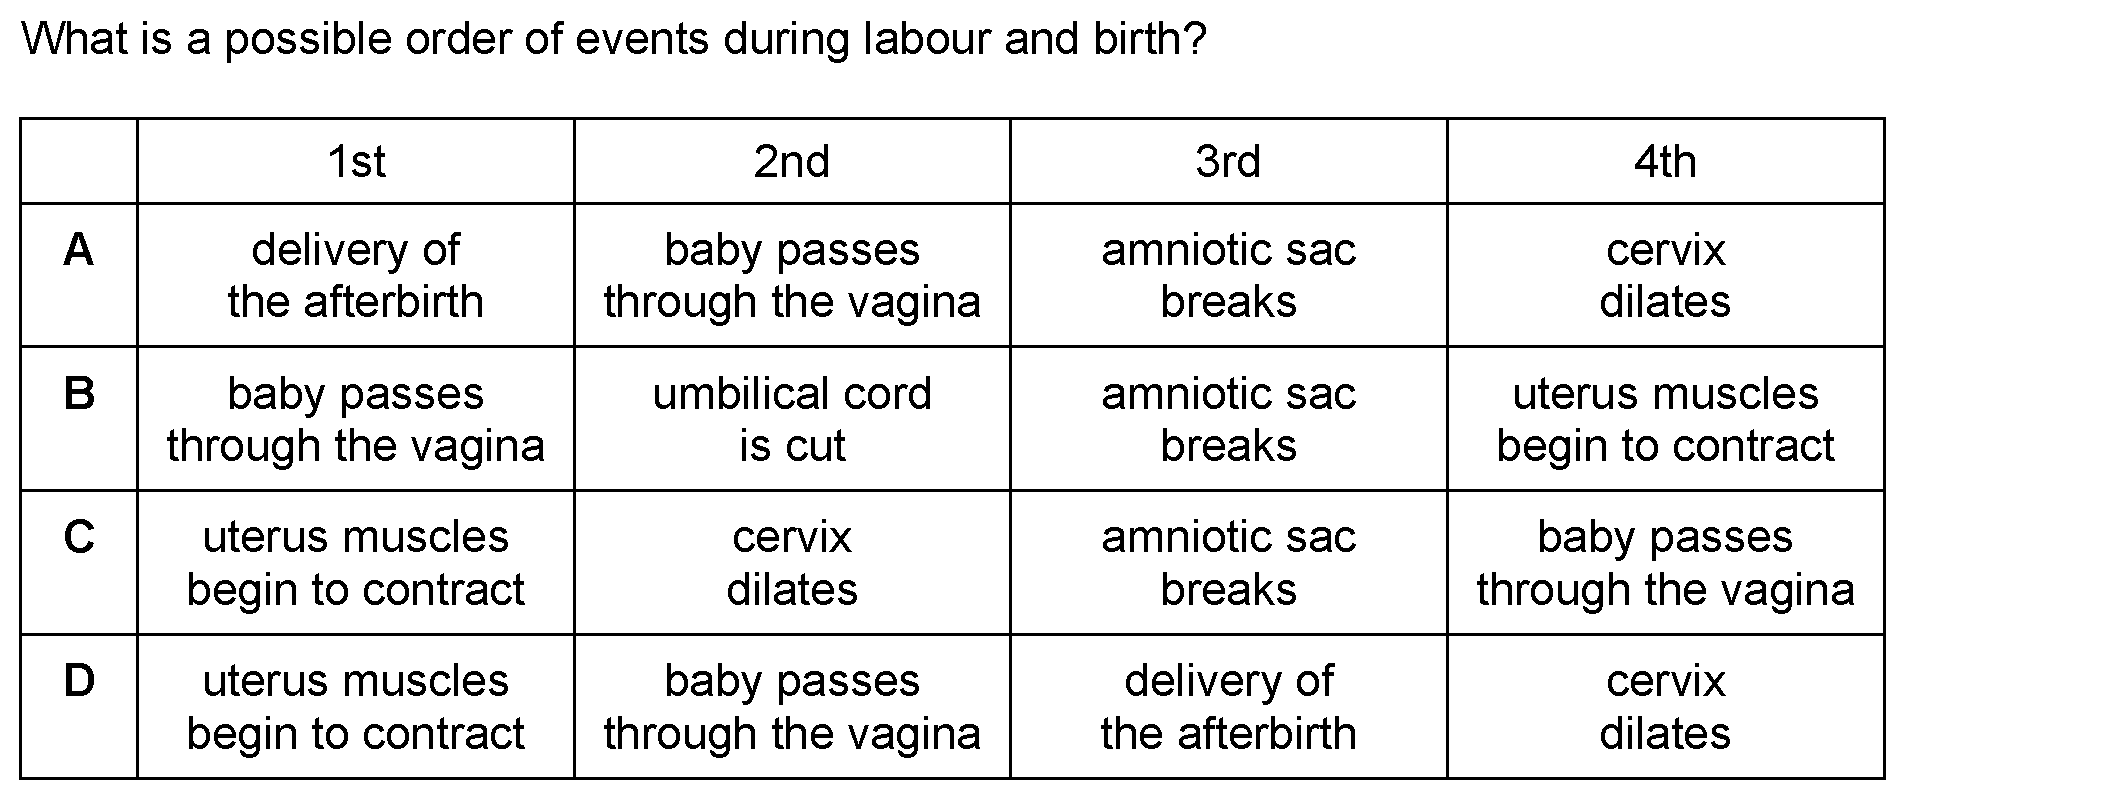 What is a possible order of events during labour and birth?
1st 2nd 3rd 4th
A delivery of the afterbirth baby passes through the vagina amniotic sac breaks cervix dilates
B baby passes through the vagina umbilical cord is cut amniotic sac breaks uterus muscles begin to contract
C uterus muscles begin to contract cervix dilates amniotic sac breaks baby passes through the vagina
D uterus muscles begin to contract baby passes through the vagina delivery of the afterbirth cervix dilates